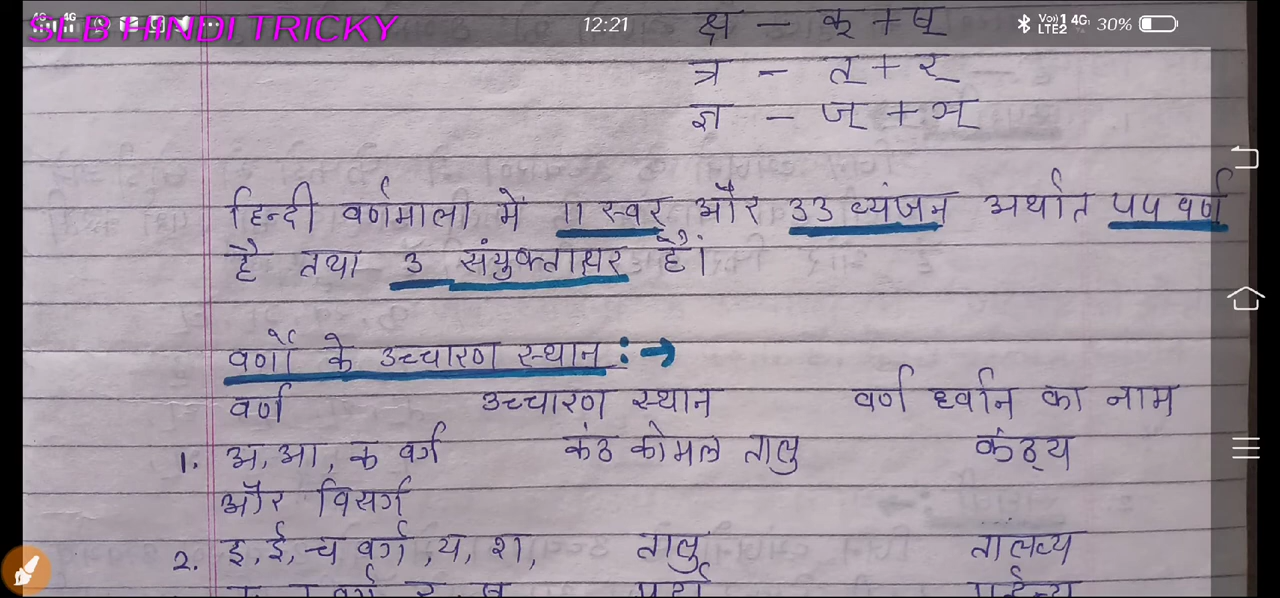 SLB HINDI TRICKY
12:21
30%
क्ष – क् + ष्
त्र – त् + र्
ज्ञ – ज् + ञ्
हिन्दी वर्णमाला में 11 स्वर और 33 व्यंजन अर्थात 44 वर्ण
है तथा 3 संयुक्ताक्षर हैं।
वर्णों के उच्चारण स्थान :→
वर्ण उच्चारण स्थान वर्ण ध्वनि का नाम
1. अ, आ, क वर्ग कंठ कोमल तालु कंठ्य
और विसर्ग
2. इ, ई, च वर्ग, य, श, तालु तालव्य